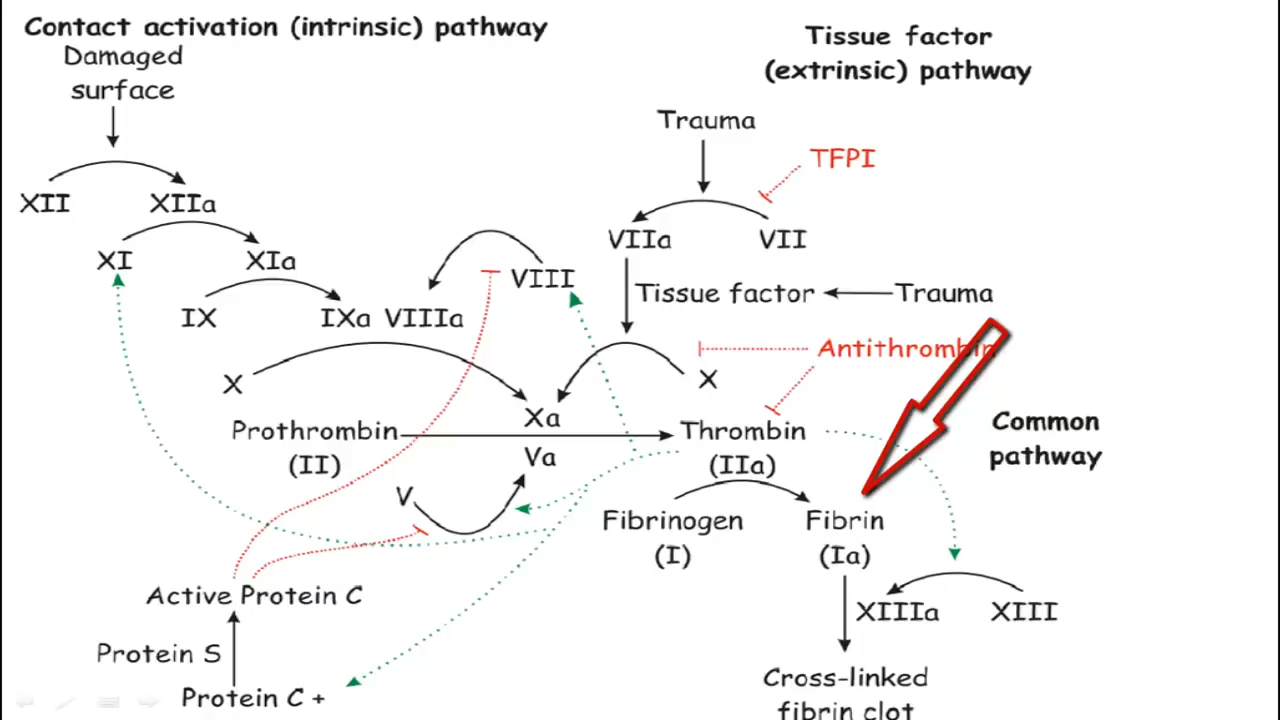 Contact activation (intrinsic) pathway
Damaged
surface
XII
XIIa
XI
XIa
IX
IXa
VIIIa
VIII
X
Tissue factor
(extrinsic) pathway
Trauma
TFPI
VIIa
VII
Tissue factor
Trauma
Antithrombin
X
Xa
Prothrombin
(II)
Va
V
Thrombin
(IIa)
Common
pathway
Fibrinogen
(I)
Fibrin
(Ia)
XIIIa
XIII
Cross-linked
fibrin clot
Active Protein C
Protein S
Protein C +